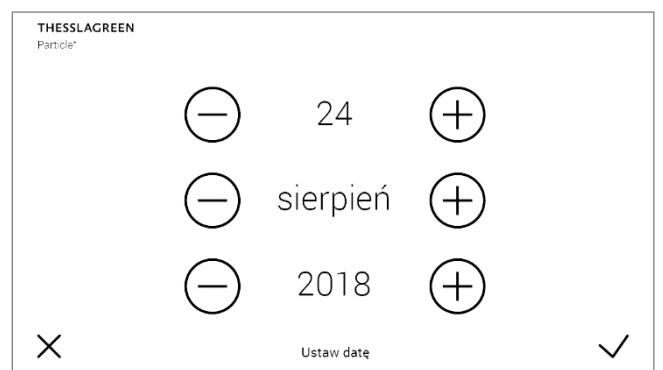 THESSLAGREEN
Particle+
24
sierpień
2018
Ustaw datę